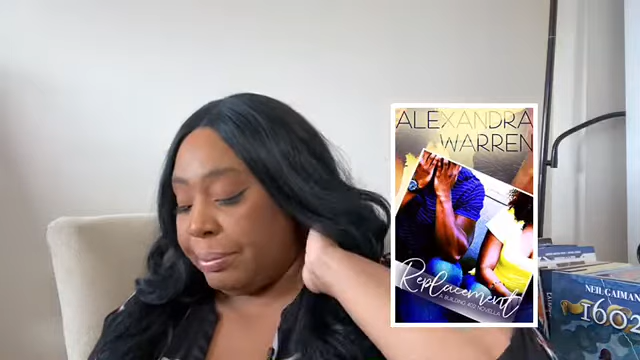 ALEXANDRA
WARREN
Replacement
A BUILDING 402 NOVELLA
NEIL GAIMAN
1602